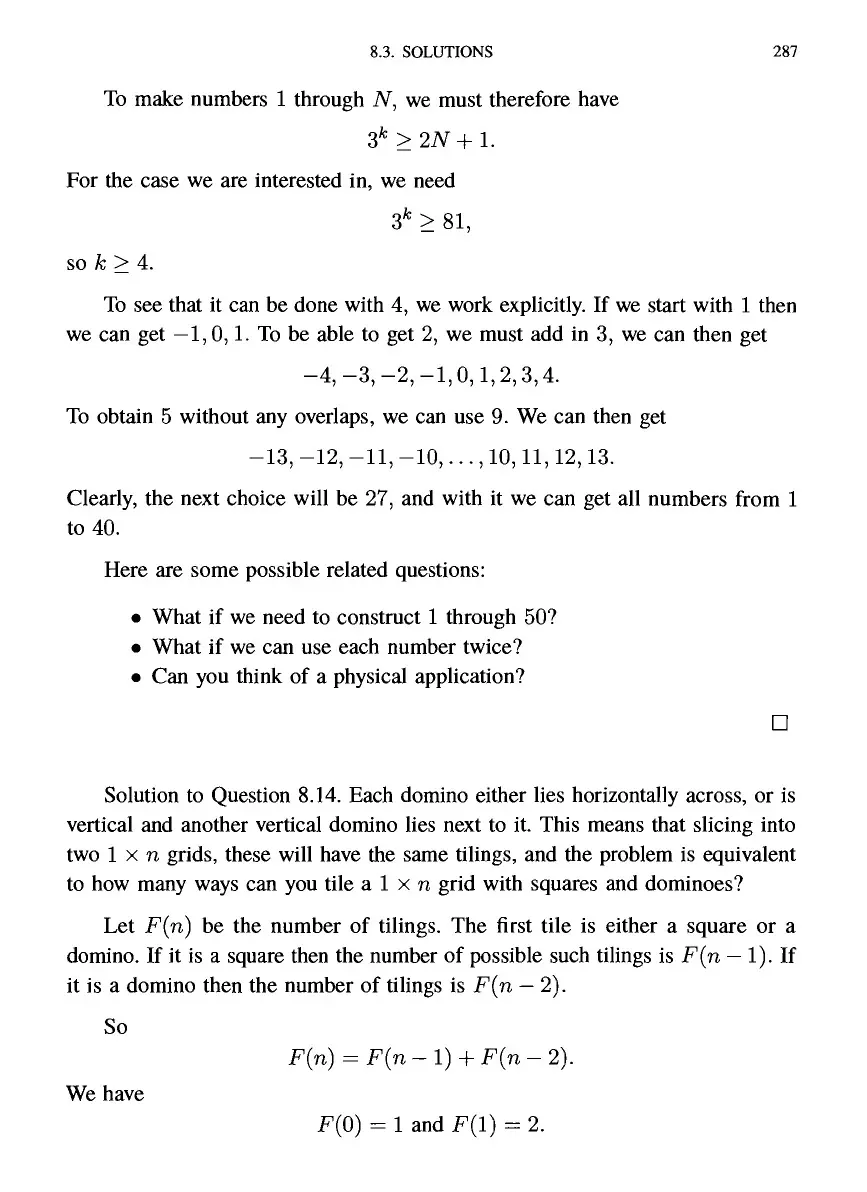 8.3. SOLUTIONS 287
To make numbers 1 through N, we must therefore have
3^k ≥ 2N + 1.
For the case we are interested in, we need
3^k ≥ 81,
so k ≥ 4.
To see that it can be done with 4, we work explicitly. If we start with 1 then
we can get −1, 0, 1. To be able to get 2, we must add in 3, we can then get
−4, −3, −2, −1, 0, 1, 2, 3, 4.
To obtain 5 without any overlaps, we can use 9. We can then get
−13, −12, −11, −10, . . . , 10, 11, 12, 13.
Clearly, the next choice will be 27, and with it we can get all numbers from 1
to 40.
Here are some possible related questions:
• What if we need to construct 1 through 50?
• What if we can use each number twice?
• Can you think of a physical application?
□
Solution to Question 8.14. Each domino either lies horizontally across, or is
vertical and another vertical domino lies next to it. This means that slicing into
two 1 × n grids, these will have the same tilings, and the problem is equivalent
to how many ways can you tile a 1 × n grid with squares and dominoes?
Let F(n) be the number of tilings. The first tile is either a square or a
domino. If it is a square then the number of possible such tilings is F(n − 1). If
it is a domino then the number of tilings is F(n − 2).
So
F(n) = F(n − 1) + F(n − 2).
We have
F(0) = 1 and F(1) = 2.